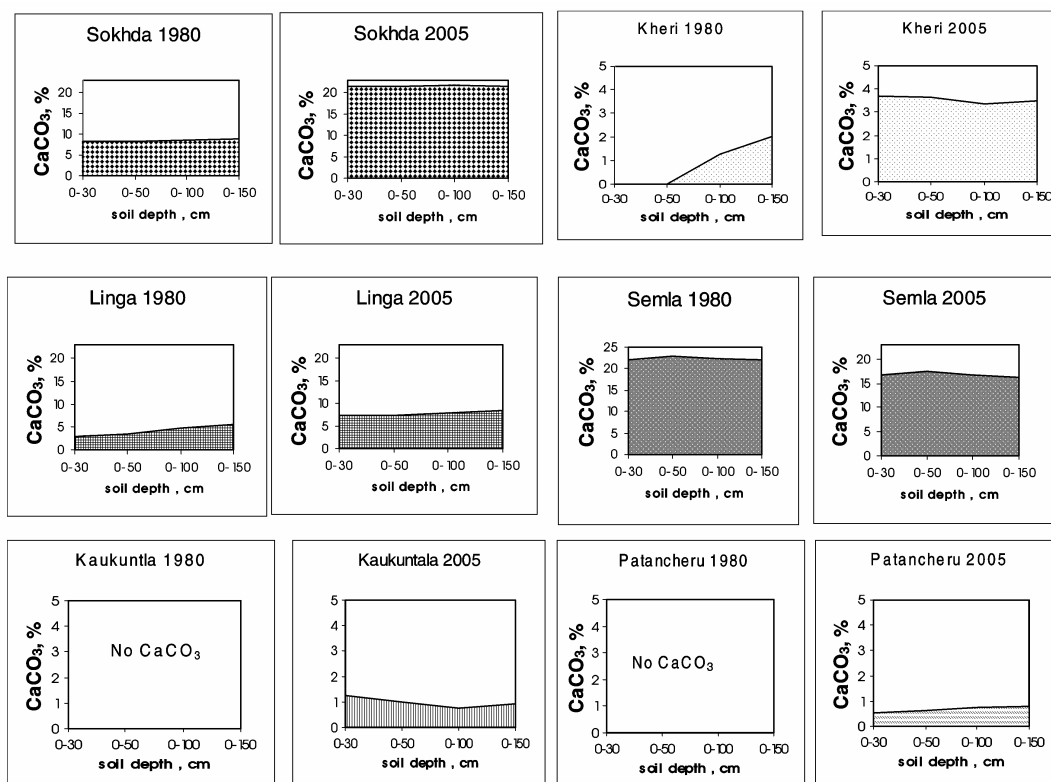 Sokhda 1980
CaCO3, %
20
15
10
5
0
0-30 0-50 0-100 0-150
soil depth , cm
Sokhda 2005
CaCO3, %
20
15
10
5
0
0-30 0-50 0-100 0-150
soil depth , cm
Kheri 1980
CaCO3, %
5
4
3
2
1
0
0-30 0-50 0-100 0-150
soil depth , cm
Kheri 2005
CaCO3, %
5
4
3
2
1
0
0-30 0-50 0-100 0-150
soil depth , cm
Linga 1980
CaCO3, %
20
15
10
5
0
0-30 0-50 0-100 0-150
soil depth , cm
Linga 2005
CaCO3, %
20
15
10
5
0
0-30 0-50 0-100 0-150
soil depth , cm
Semla 1980
CaCO3, %
25
20
15
10
5
0
0-30 0-50 0-100 0-150
soil depth , cm
Semla 2005
CaCO3, %
20
15
10
5
0
0-30 0-50 0-100 0-150
soil depth , cm
Kaukuntla 1980
CaCO3, %
5
4
3
2
1
0
No CaCO3
0-30 0-50 0-100 0-150
soil depth , cm
Kaukuntala 2005
CaCO3, %
5
4
3
2
1
0
0-30 0-50 0-100 0-150
soil depth , cm
Patancheru 1980
CaCO3, %
5
4
3
2
1
0
No CaCO3
0-30 0-50 0-100 0-150
soil depth , cm
Patancheru 2005
CaCO3, %
5
4
3
2
1
0
0-30 0-50 0-100 0-150
soil depth , cm